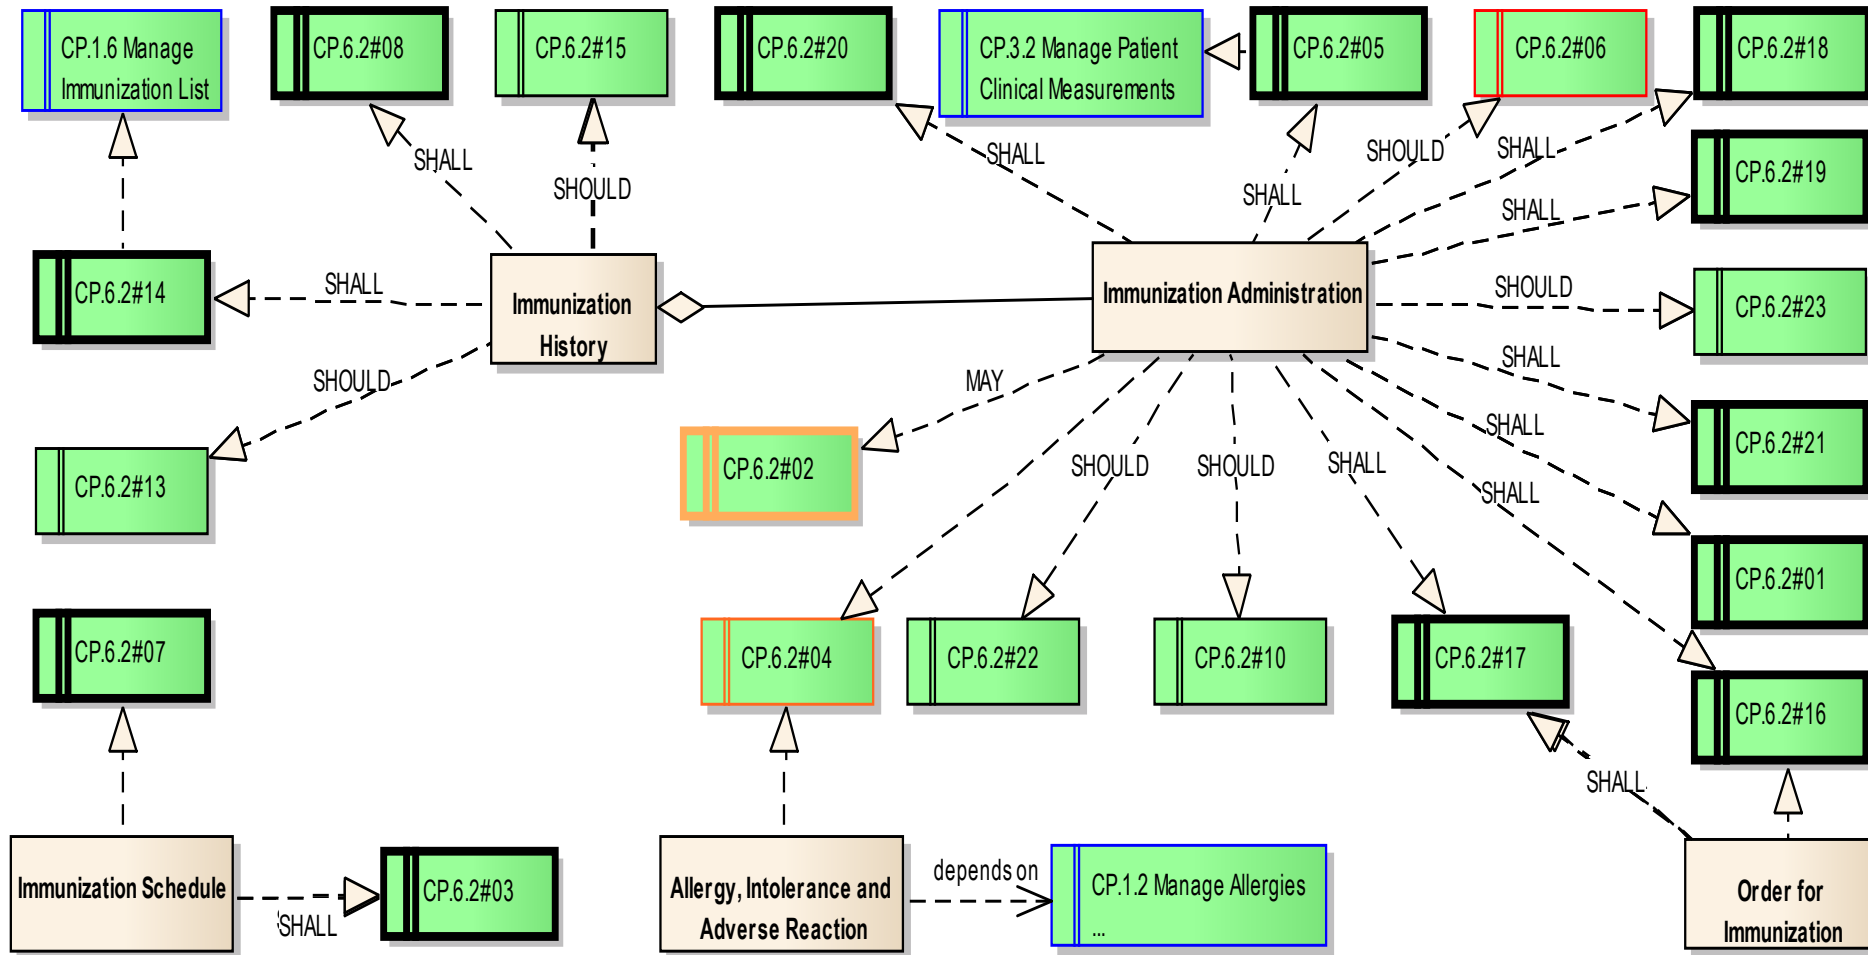 CP.1.6 Manage
Immunization List
CP.6.2#08
CP.6.2#15
CP.6.2#20
CP.3.2 Manage Patient
Clinical Measurements
CP.6.2#05
CP.6.2#06
CP.6.2#18
SHALL
SHOULD
SHALL
SHALL
SHOULD
SHALL
CP.6.2#19
SHALL
CP.6.2#14
SHALL
Immunization
History
Immunization Administration
SHOULD
CP.6.2#23
SHOULD
MAY
SHALL
CP.6.2#21
SHALL
CP.6.2#13
CP.6.2#02
SHOULD
SHOULD
SHALL
SHALL
CP.6.2#01
CP.6.2#07
CP.6.2#04
CP.6.2#22
CP.6.2#10
CP.6.2#17
CP.6.2#16
SHALL
Immunization Schedule
SHALL
CP.6.2#03
Allergy, Intolerance and
Adverse Reaction
depends on
CP.1.2 Manage Allergies
...
Order for
Immunization